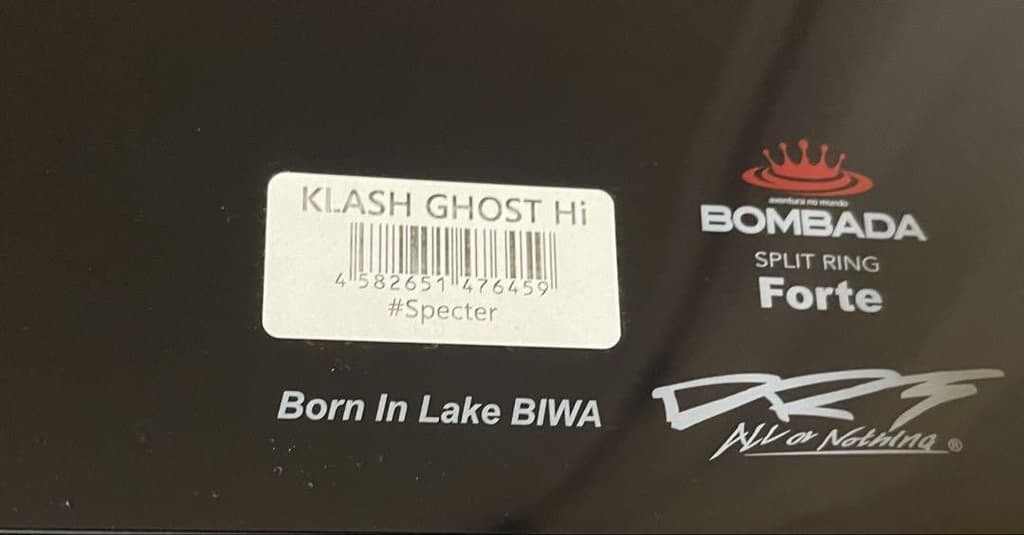 KLASH GHOST Hi
4 582651 476459
#Specter
Born In Lake BIWA
aventura no mundo
BOMBADA
SPLIT RING
Forte
DRT
ALL or Nothing ®